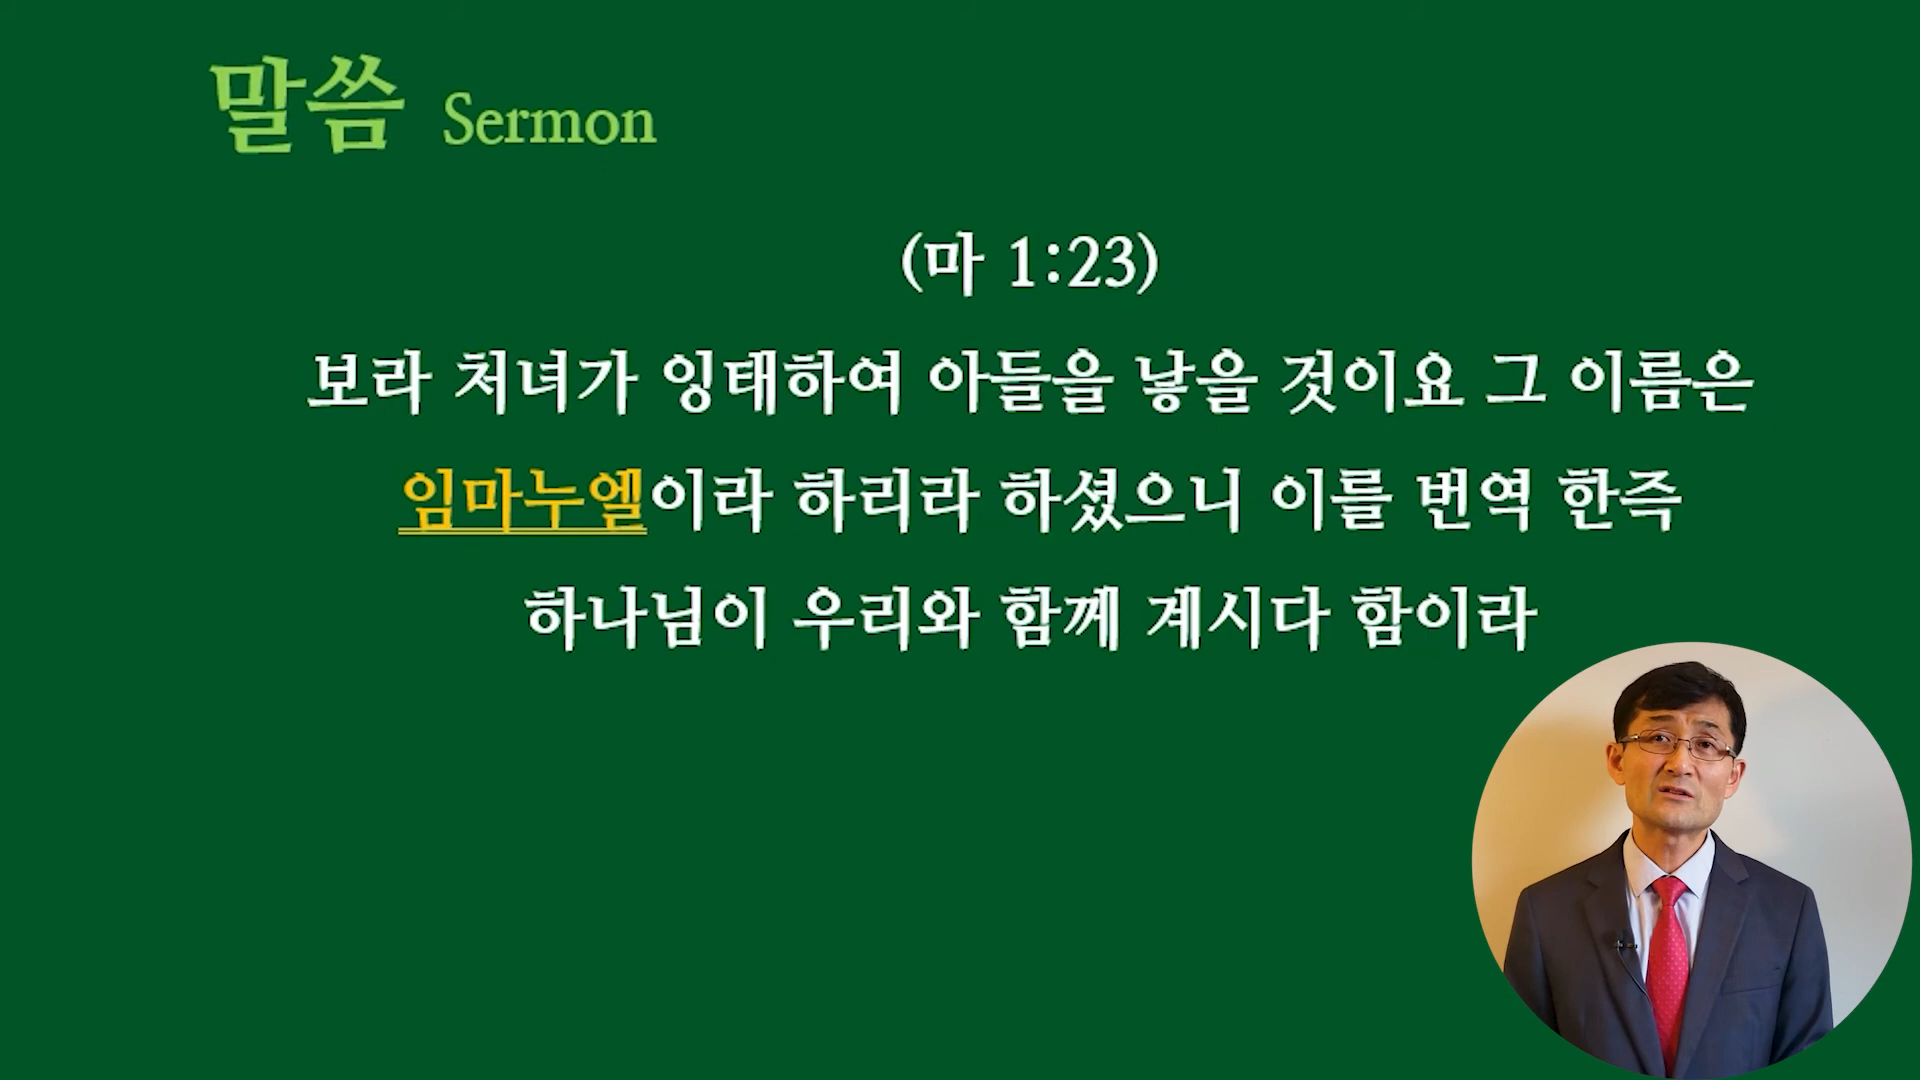 말씀 Sermon
(마 1:23)
보라 처녀가 잉태하여 아들을 낳을 것이요 그 이름은
임마누엘이라 하리라 하셨으니 이를 번역 한즉
하나님이 우리와 함께 계시다 함이라